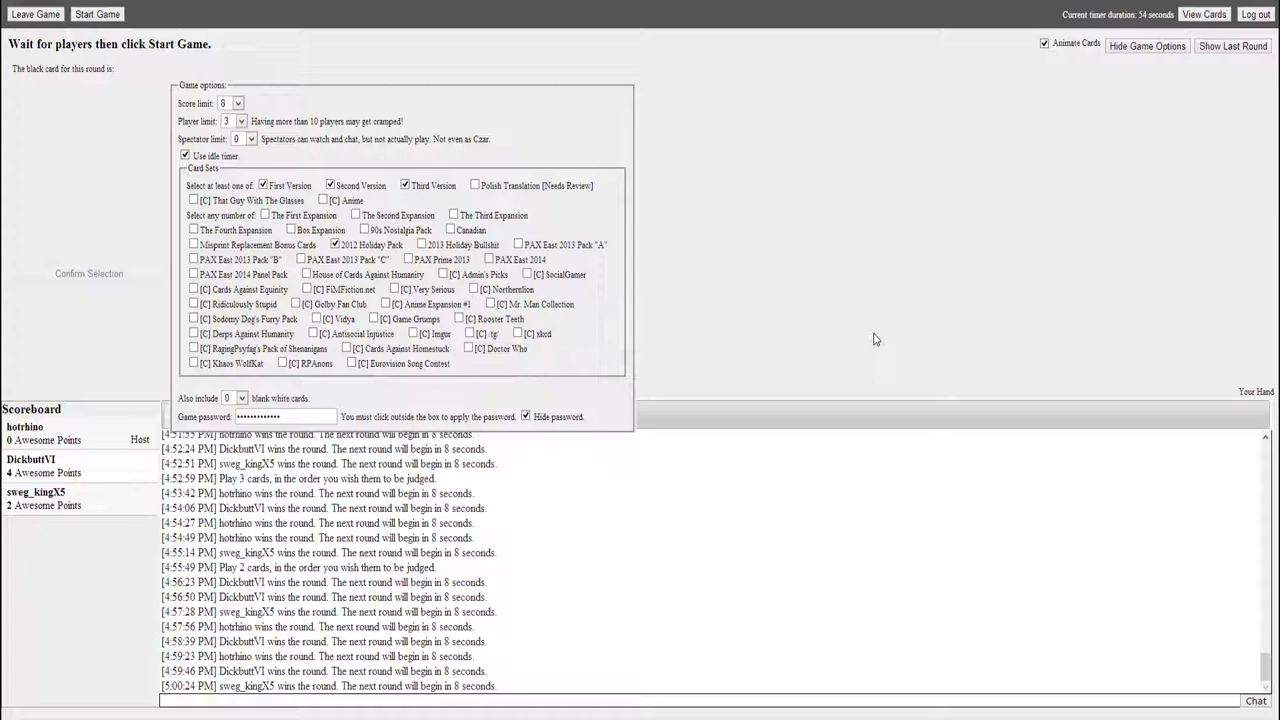 Leave Game Start Game Current timer duration: 54 seconds View Cards Log out
Wait for players then click Start Game. Animate Cards Hide Game Options Show Last Round
The black card for this round is:
Game options:
Score limit: 8
Player limit: 3 Having more than 10 players may get cramped!
Spectator limit: 0 Spectators can watch and chat, but not actually play. Not even as Czar.
Use idle timer.
Card Sets
Select at least one of: First Version Second Version Third Version Polish Translation [Needs Review]
[C] That Guy With The Glasses [C] Anime
Select any number of: The First Expansion The Second Expansion The Third Expansion
The Fourth Expansion Box Expansion 90s Nostalgia Pack Canadian
Misprint Replacement Bonus Cards 2012 Holiday Pack 2013 Holiday Bullshit PAX East 2013 Pack "A"
PAX East 2013 Pack "B" PAX East 2013 Pack "C" PAX Prime 2013 PAX East 2014
PAX East 2014 Panel Pack House of Cards Against Humanity [C] Admin's Picks [C] SocialGamer
[C] Cards Against Equinity [C] FiMFiction.net [C] Very Serious [C] Northernlion
[C] Ridiculously Stupid [C] Golby Fan Club [C] Anime Expansion #1 [C] Mr. Man Collection
[C] Sodomy Dog's Furry Pack [C] Vidya [C] Game Grumps [C] Rooster Teeth
[C] Derps Against Humanity [C] Antisocial Injustice [C] Imgur [C] /tg/ [C] xkcd
[C] RagingPsyfag's Pack of Shenanigans [C] Cards Against Homestuck [C] Doctor Who
[C] Khaos WolfKat [C] RPAnons [C] Eurovision Song Contest
Also include 0 blank white cards.
Game password: ••••••••••••• You must click outside the box to apply the password. Hide password.
Confirm Selection
Your Hand
Scoreboard
hotrhino
0 Awesome Points Host
DickbuttVI
4 Awesome Points
sweg_kingX5
2 Awesome Points
[4:51:55 PM] hotrhino wins the round. The next round will begin in 8 seconds.
[4:52:24 PM] DickbuttVI wins the round. The next round will begin in 8 seconds.
[4:52:51 PM] sweg_kingX5 wins the round. The next round will begin in 8 seconds.
[4:52:59 PM] Play 3 cards, in the order you wish them to be judged.
[4:53:42 PM] hotrhino wins the round. The next round will begin in 8 seconds.
[4:54:06 PM] DickbuttVI wins the round. The next round will begin in 8 seconds.
[4:54:27 PM] hotrhino wins the round. The next round will begin in 8 seconds.
[4:54:49 PM] hotrhino wins the round. The next round will begin in 8 seconds.
[4:55:14 PM] sweg_kingX5 wins the round. The next round will begin in 8 seconds.
[4:55:49 PM] Play 2 cards, in the order you wish them to be judged.
[4:56:23 PM] DickbuttVI wins the round. The next round will begin in 8 seconds.
[4:56:50 PM] DickbuttVI wins the round. The next round will begin in 8 seconds.
[4:57:28 PM] sweg_kingX5 wins the round. The next round will begin in 8 seconds.
[4:57:56 PM] hotrhino wins the round. The next round will begin in 8 seconds.
[4:58:39 PM] DickbuttVI wins the round. The next round will begin in 8 seconds.
[4:59:23 PM] hotrhino wins the round. The next round will begin in 8 seconds.
[4:59:46 PM] DickbuttVI wins the round. The next round will begin in 8 seconds.
[5:00:24 PM] sweg_kingX5 wins the round. The next round will begin in 8 seconds.
Chat